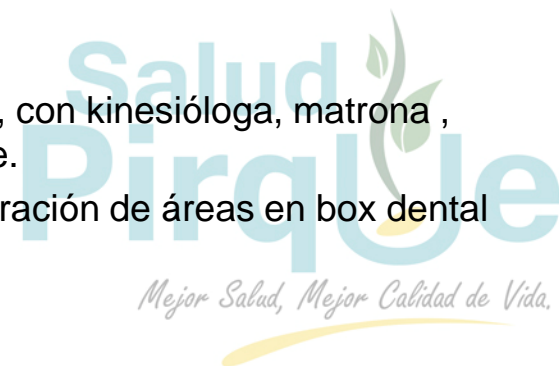 Salud
Pirque
, con kinesióloga, matrona ,
e.
ración de áreas en box dental
Mejor Salud, Mejor Calidad de Vida.